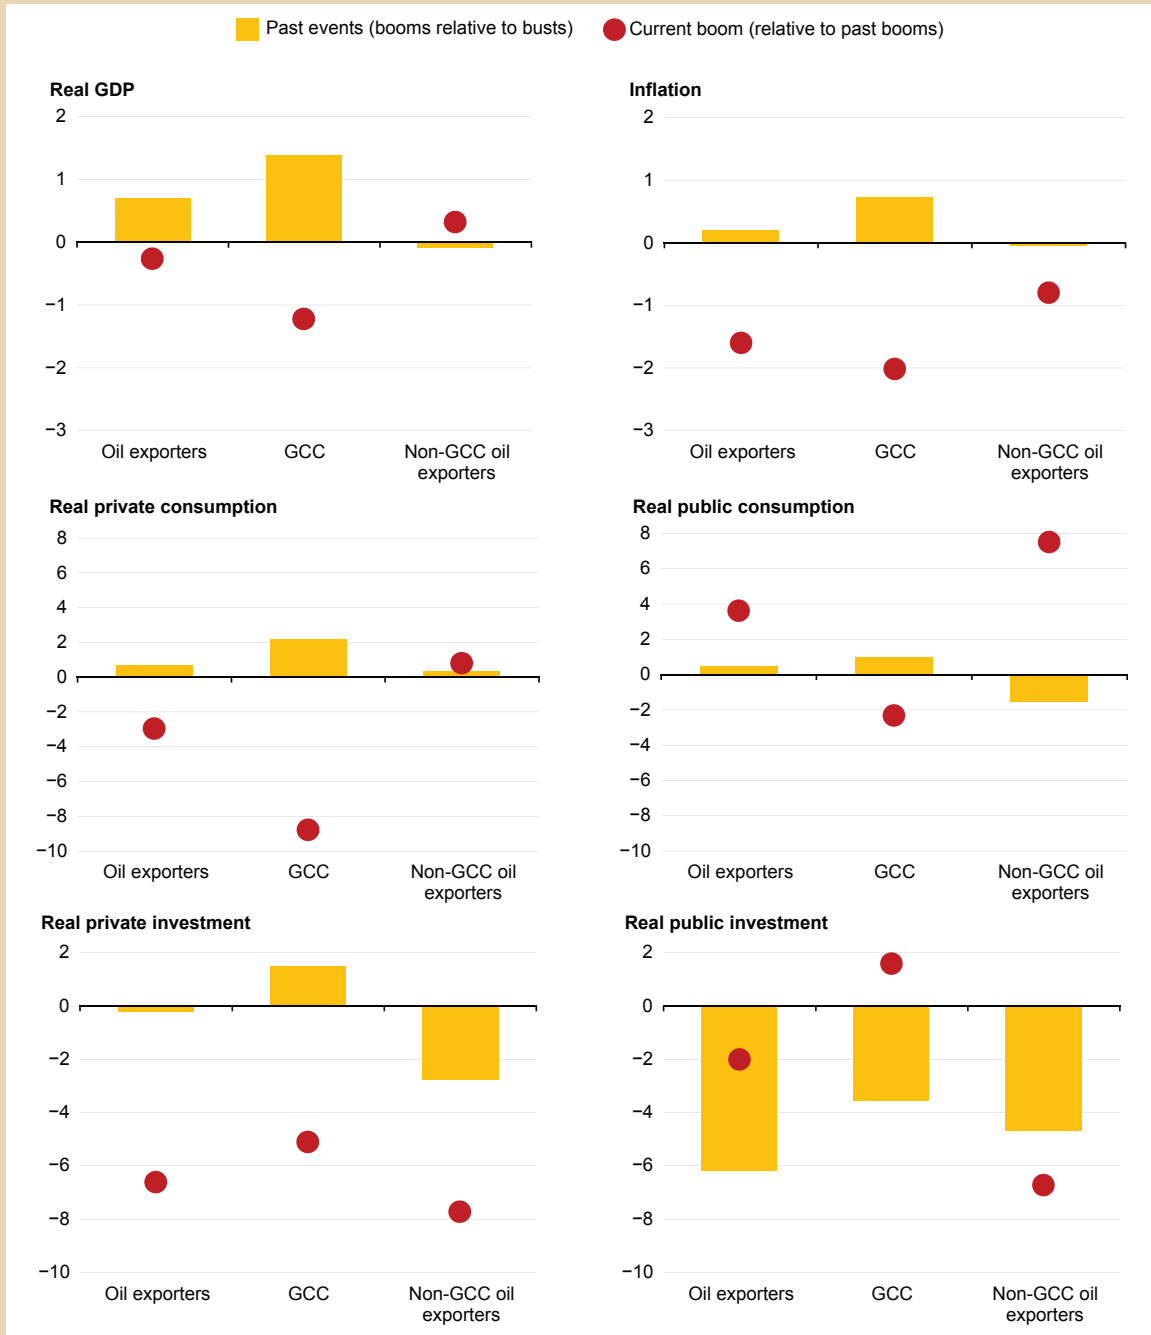 Past events (booms relative to busts) Current boom (relative to past booms)
Real GDP
2
1
0
−1
−2
−3
Oil exporters GCC Non-GCC oil
exporters
Inflation
2
1
0
−1
−2
−3
Oil exporters GCC Non-GCC oil
exporters
Real private consumption
8
6
4
2
0
−2
−4
−6
−8
−10
Oil exporters GCC Non-GCC oil
exporters
Real public consumption
8
6
4
2
0
−2
−4
−6
−8
−10
Oil exporters GCC Non-GCC oil
exporters
Real private investment
2
0
−2
−4
−6
−8
−10
Oil exporters GCC Non-GCC oil
exporters
Real public investment
2
0
−2
−4
−6
−8
−10
Oil exporters GCC Non-GCC oil
exporters